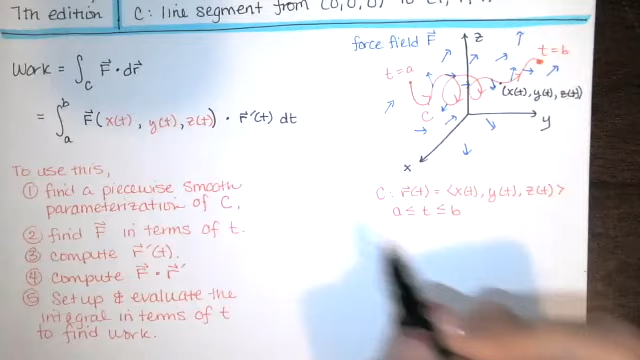 7th edition
C: line segment from (0,0,0) to
Work = ∫_C F⃗ • dr⃗
= ∫_a^b F⃗ (x(t), y(t), z(t)) • r⃗'(t) dt
To use this,
① find a piecewise smooth
parameterization of C,
② find F⃗ in terms of t.
③ compute r⃗'(t).
④ compute F⃗ • r⃗'
⑤ Set up & evaluate the
integral in terms of t
to find work.
force field F⃗
z
t = b
t = a
(x(t), y(t), z(t))
C
y
x
C: r⃗(t) = <x(t), y(t), z(t)>
a ≤ t ≤ b